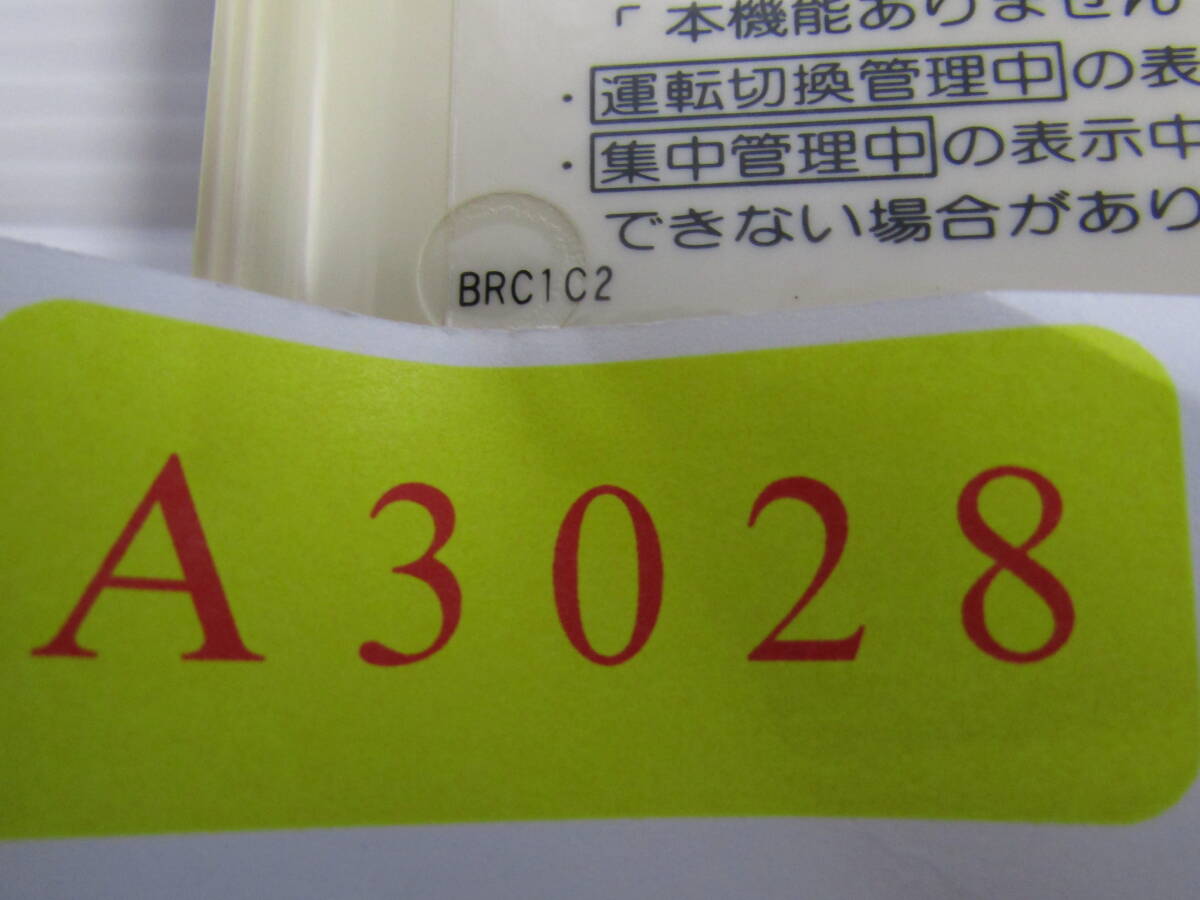 「本機能ありません
・運転切換管理中の表
・集中管理中の表示中
できない場合があり
BRC1C2
A3028